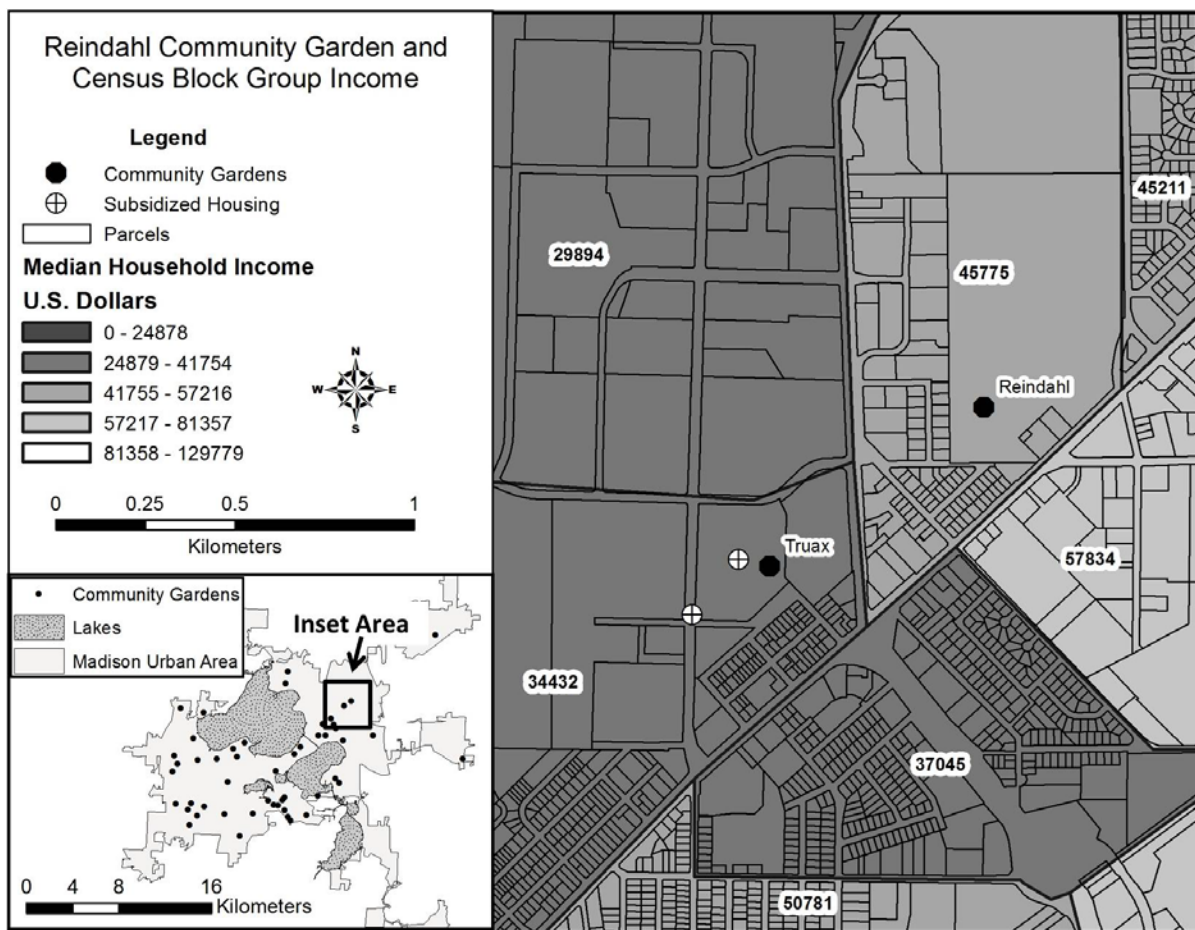 Reindahl Community Garden and
Census Block Group Income
Legend
Community Gardens
Subsidized Housing
Parcels
Median Household Income
U.S. Dollars
0 - 24878
24879 - 41754
41755 - 57216
57217 - 81357
81358 - 129779
N
W E
S
0 0.25 0.5 1
Kilometers
Community Gardens
Lakes
Madison Urban Area
Inset Area
0 4 8 16
Kilometers
45211
29894
45775
Reindahl
Truax
57834
34432
37045
50781